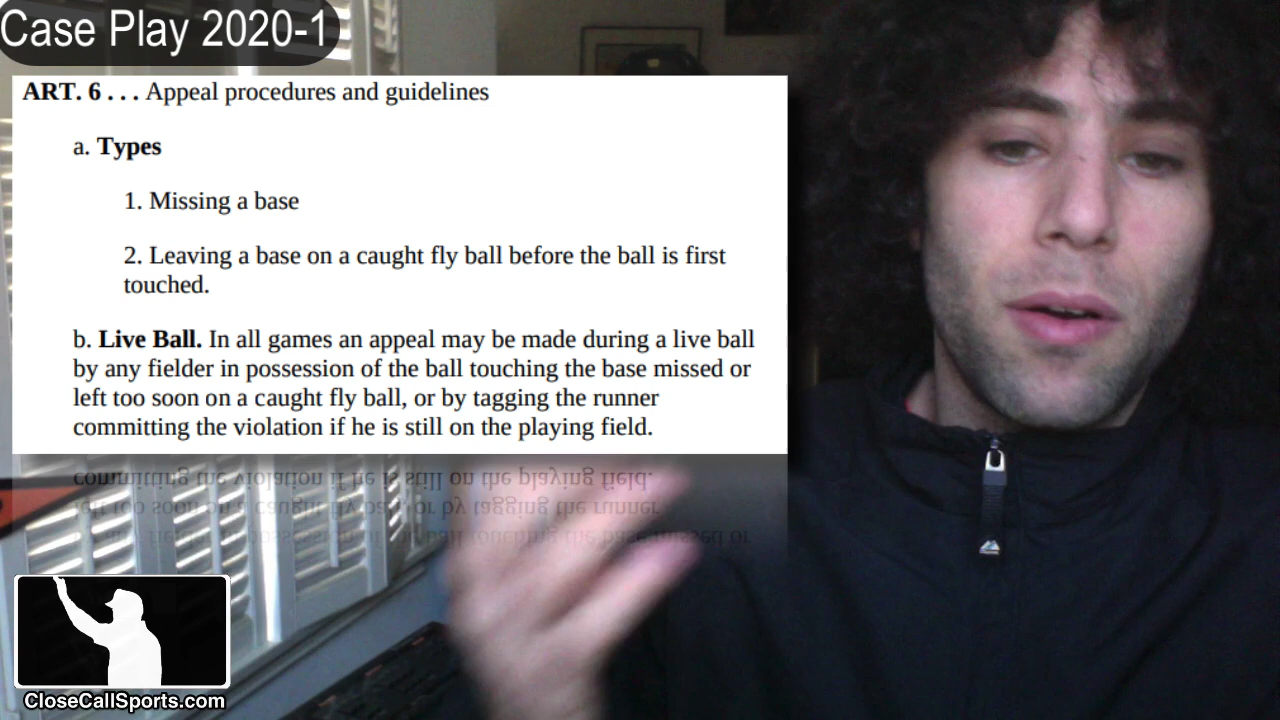 Case Play 2020-1
ART. 6 . . . Appeal procedures and guidelines
a. Types
1. Missing a base
2. Leaving a base on a caught fly ball before the ball is first
touched.
b. Live Ball. In all games an appeal may be made during a live ball
by any fielder in possession of the ball touching the base missed or
left too soon on a caught fly ball, or by tagging the runner
committing the violation if he is still on the playing field.
CloseCallSports.com